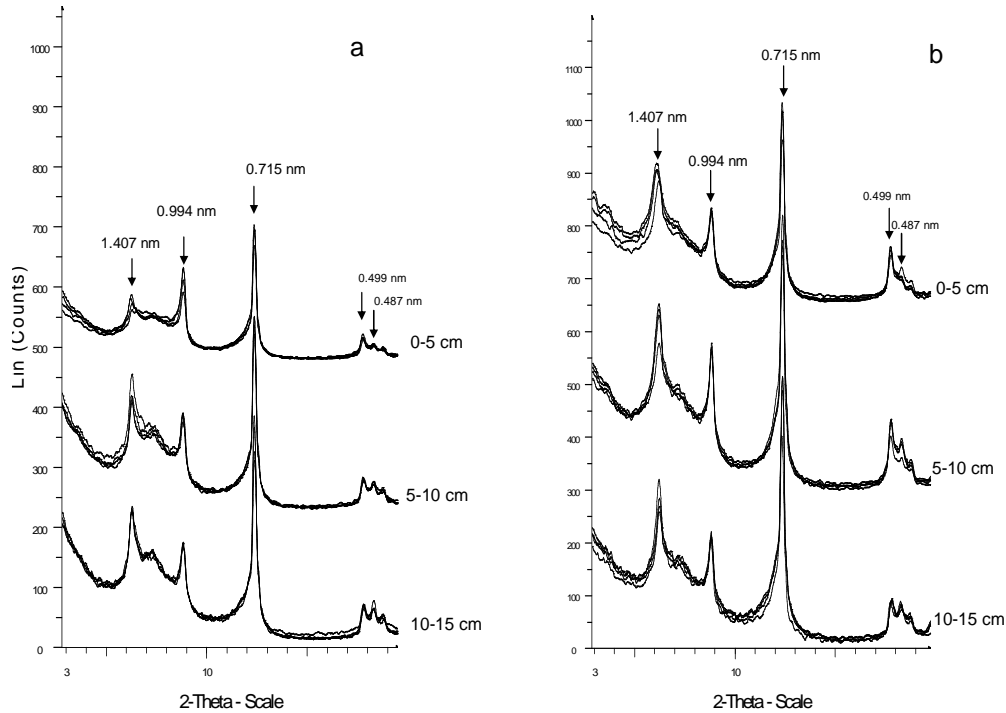 a
1000
900
800
700
600
500
400
300
200
100
0
Lin (Counts)
1.407 nm
0.994 nm
0.715 nm
0.499 nm
0.487 nm
0-5 cm
5-10 cm
10-15 cm
3
10
2-Theta - Scale
b
1100
1000
900
800
700
600
500
400
300
200
100
0
1.407 nm
0.994 nm
0.715 nm
0.499 nm
0.487 nm
0-5 cm
5-10 cm
10-15 cm
3
10
2-Theta - Scale